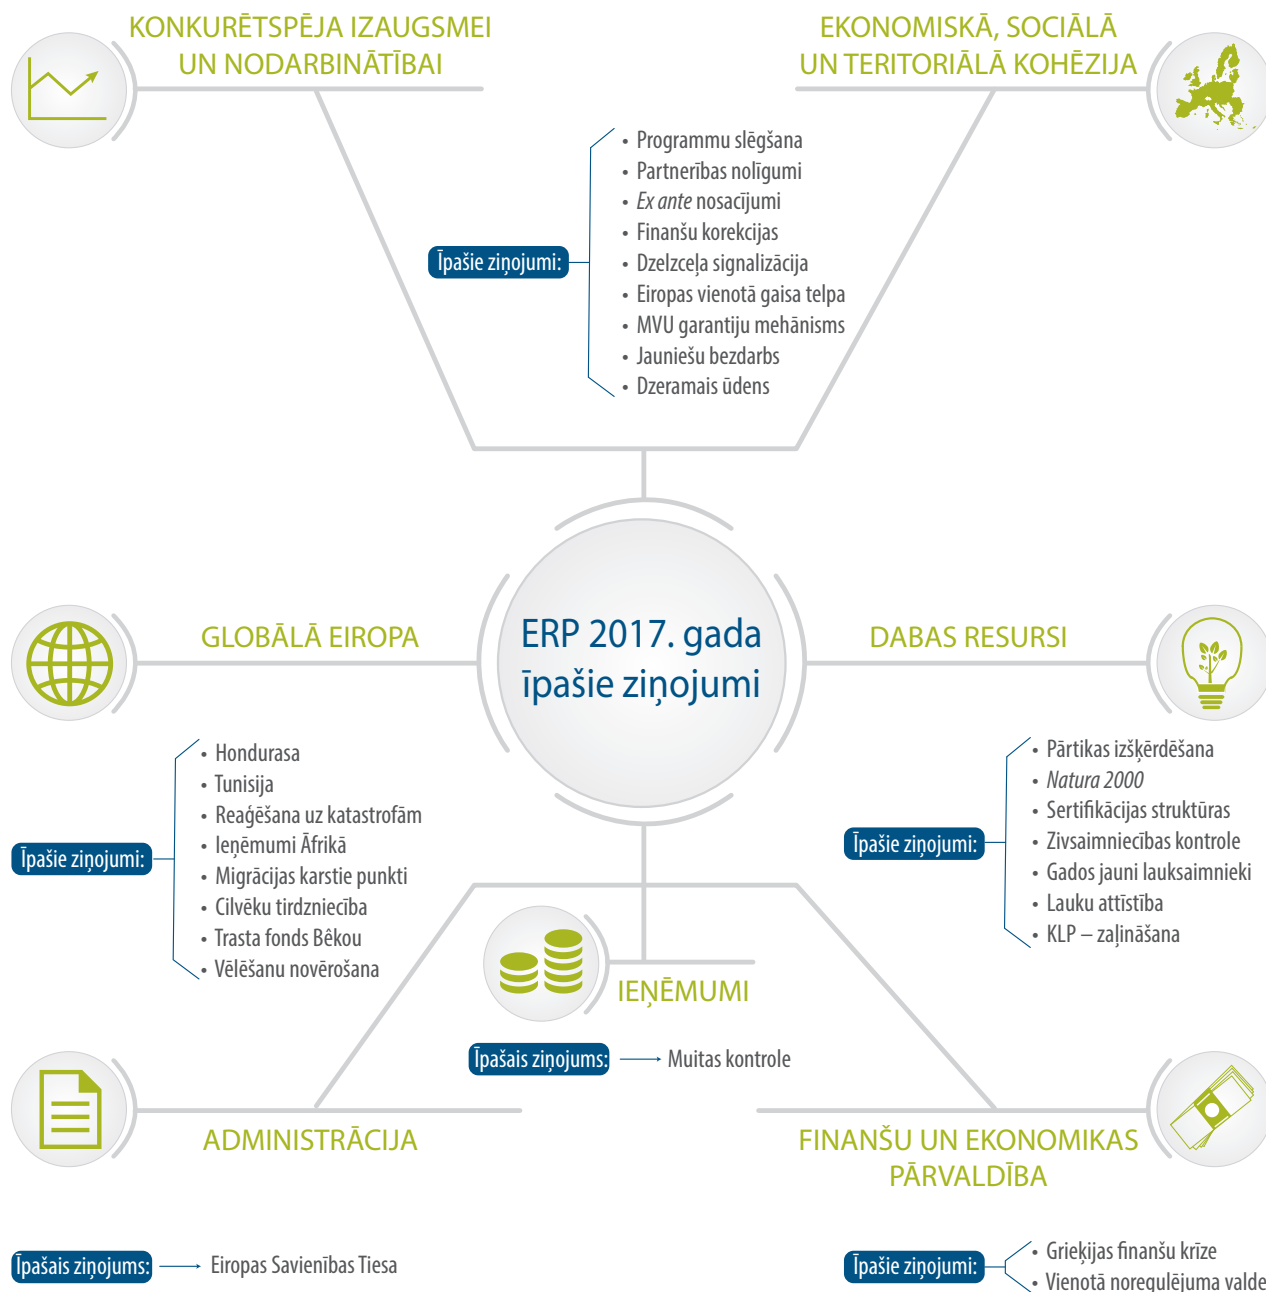 KONKURĒTSPĒJA IZAUGSMEI
UN NODARBINĀTĪBAI
EKONOMISKĀ, SOCIĀLĀ
UN TERITORIĀLĀ KOHĒZIJA
Īpašie ziņojumi:
• Programmu slēgšana
• Partnerības nolīgumi
• Ex ante nosacījumi
• Finanšu korekcijas
• Dzelzceļa signalizācija
• Eiropas vienotā gaisa telpa
• MVU garantiju mehānisms
• Jauniešu bezdarbs
• Dzeramais ūdens
ERP 2017. gada
īpašie ziņojumi
GLOBĀLĀ EIROPA
Īpašie ziņojumi:
• Hondurasa
• Tunisija
• Reaģēšana uz katastrofām
• Ieņēmumi Āfrikā
• Migrācijas karstie punkti
• Cilvēku tirdzniecība
• Trasta fonds Bêkou
• Vēlēšanu novērošana
DABAS RESURSI
Īpašie ziņojumi:
• Pārtikas izšķērdēšana
• Natura 2000
• Sertifikācijas struktūras
• Zivsaimniecības kontrole
• Gados jauni lauksaimnieki
• Lauku attīstība
• KLP – zaļināšana
IEŅĒMUMI
Īpašais ziņojums:
Muitas kontrole
ADMINISTRĀCIJA
Īpašais ziņojums:
Eiropas Savienības Tiesa
FINANŠU UN EKONOMIKAS
PĀRVALDĪBA
Īpašie ziņojumi:
• Grieķijas finanšu krīze
• Vienotā noregulējuma valde